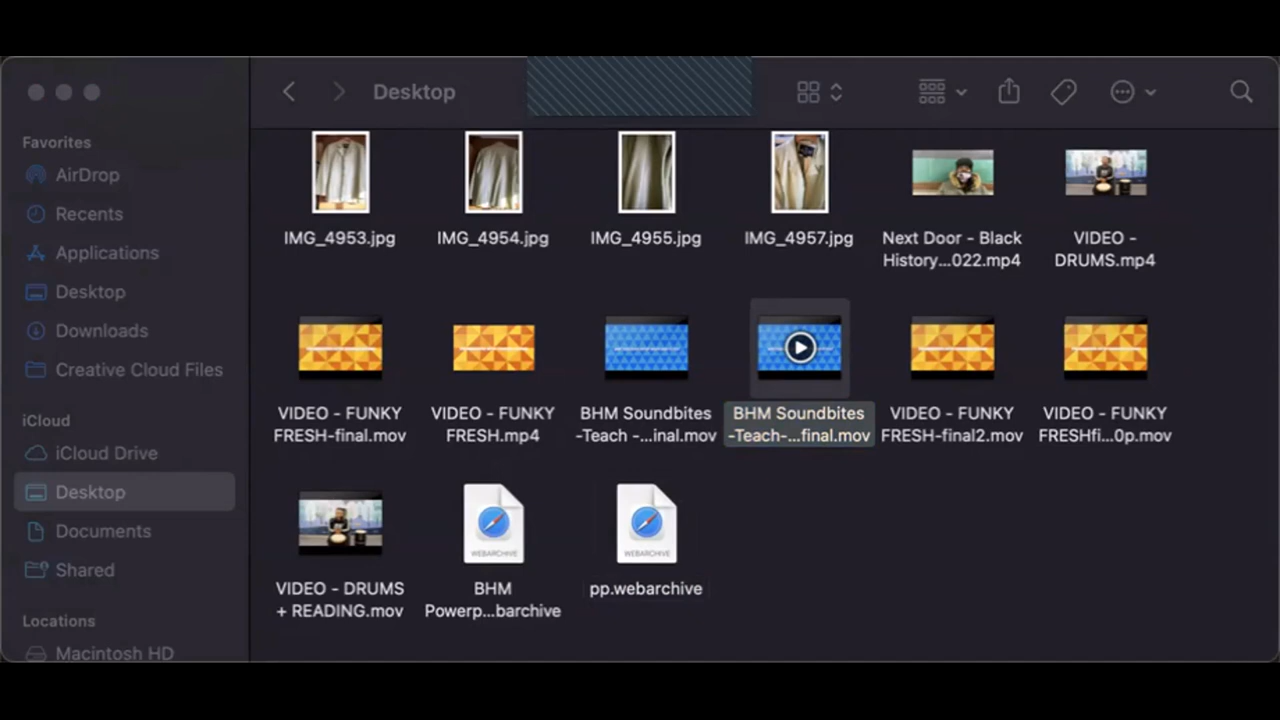 Desktop
Favorites
AirDrop
Recents
Applications
Desktop
Downloads
Creative Cloud Files
iCloud
iCloud Drive
Desktop
Documents
Shared
Locations
Macintosh HD
IMG_4953.jpg
IMG_4954.jpg
IMG_4955.jpg
IMG_4957.jpg
Next Door - Black
History...022.mp4
VIDEO -
DRUMS.mp4
VIDEO - FUNKY
FRESH-final.mov
VIDEO - FUNKY
FRESH.mp4
BHM Soundbites
-Teach -...inal.mov
BHM Soundbites
-Teach-...final.mov
VIDEO - FUNKY
FRESH-final2.mov
VIDEO - FUNKY
FRESHfi...0p.mov
VIDEO - DRUMS
+ READING.mov
WEBARCHIVE
BHM
Powerp...barchive
WEBARCHIVE
pp.webarchive